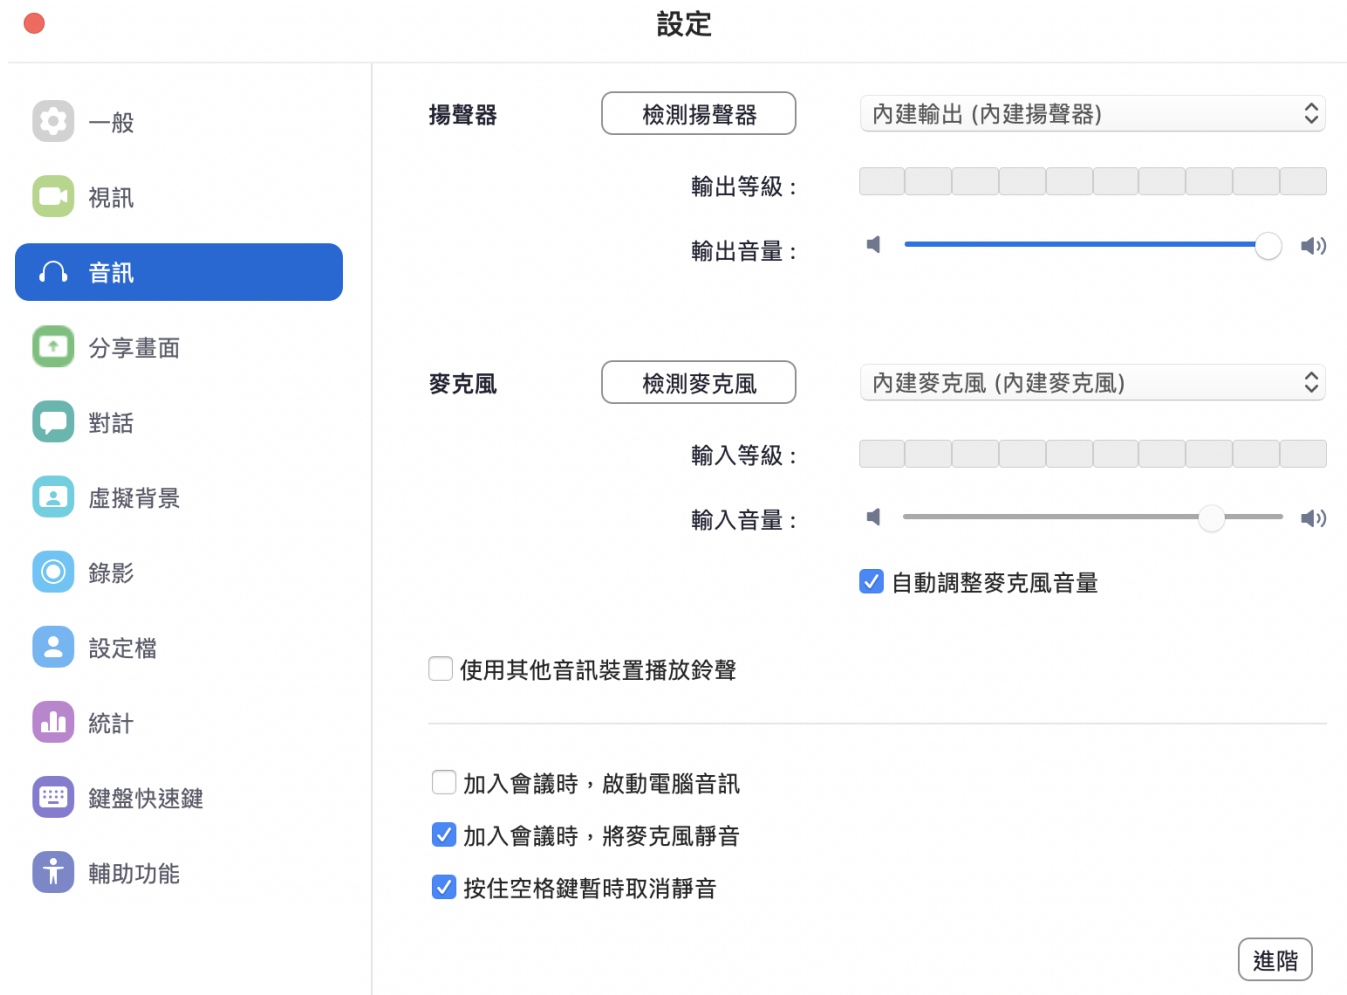 設定
一般
視訊
音訊
分享畫面
對話
虛擬背景
錄影
設定檔
統計
鍵盤快速鍵
輔助功能
揚聲器
檢測揚聲器
內建輸出 (內建揚聲器)
輸出等級：
輸出音量：
麥克風
檢測麥克風
內建麥克風 (內建麥克風)
輸入等級：
輸入音量：
自動調整麥克風音量
使用其他音訊裝置播放鈴聲
加入會議時，啟動電腦音訊
加入會議時，將麥克風靜音
按住空格鍵暫時取消靜音
進階